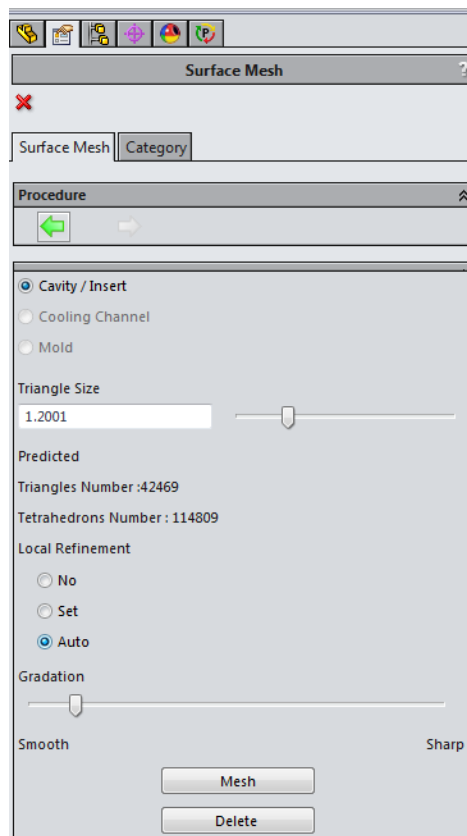 Surface Mesh ?
Surface Mesh Category
Procedure
Cavity / Insert
Cooling Channel
Mold
Triangle Size
1.2001
Predicted
Triangles Number :42469
Tetrahedrons Number : 114809
Local Refinement
No
Set
Auto
Gradation
Smooth Sharp
Mesh
Delete